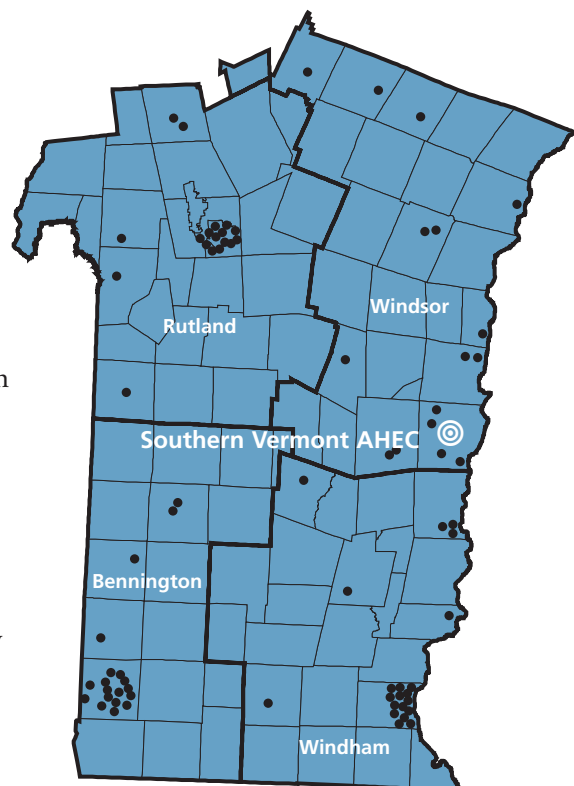 Windsor
Rutland
n
Southern Vermont AHEC
Bennington
y
Windham